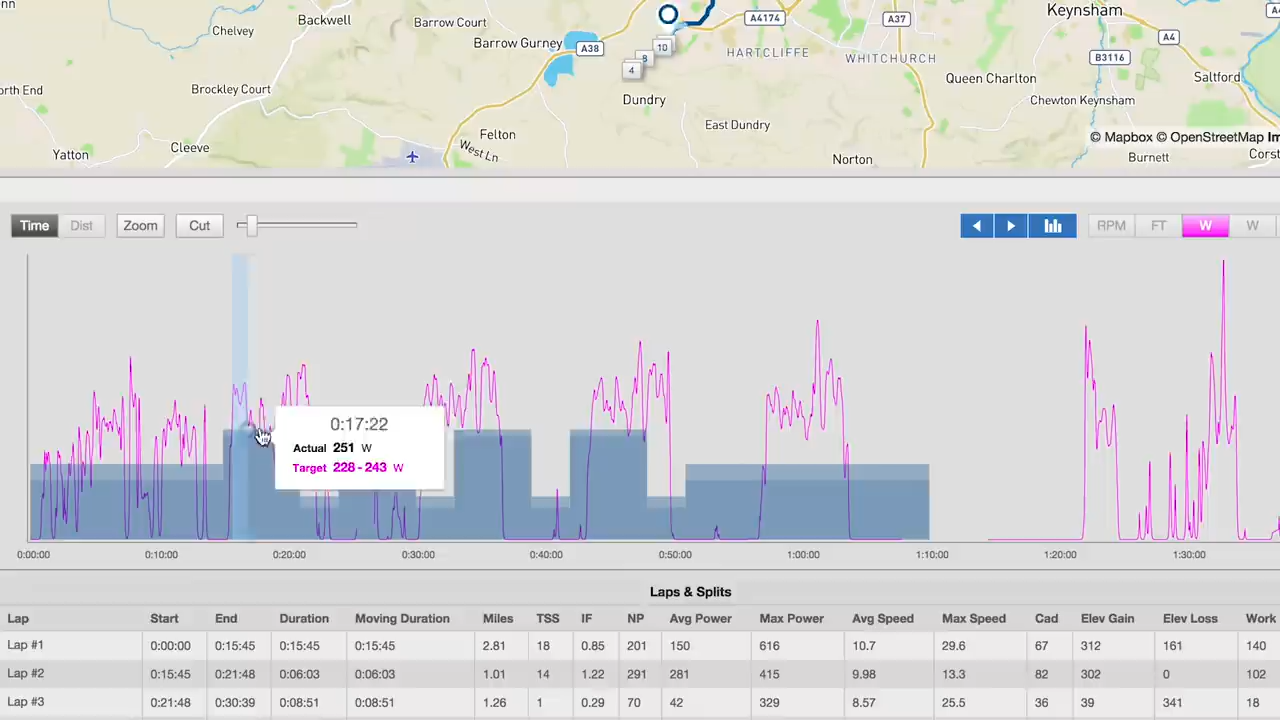 nn
Chelvey
Backwell
Barrow Court
Barrow Gurney
A38
A4174
A37
Keynsham
A4
B3116
10
8
4
HARTCLIFFE
WHITCHURCH
Queen Charlton
Saltford
orth End
Brockley Court
Dundry
Chewton Keynsham
East Dundry
Felton
West Ln
Cleeve
Yatton
Norton
© Mapbox © OpenStreetMap Im
Burnett
Corst
Time Dist Zoom Cut RPM FT W W
0:17:22
Actual 251 W
Target 228 - 243 W
0:00:00 0:10:00 0:20:00 0:30:00 0:40:00 0:50:00 1:00:00 1:10:00 1:20:00 1:30:00
Laps & Splits
Lap Start End Duration Moving Duration Miles TSS IF NP Avg Power Max Power Avg Speed Max Speed Cad Elev Gain Elev Loss Work
Lap #1 0:00:00 0:15:45 0:15:45 0:15:45 2.81 18 0.85 201 150 616 10.7 29.6 67 312 161 140
Lap #2 0:15:45 0:21:48 0:06:03 0:06:03 1.01 14 1.22 291 281 415 9.98 13.3 82 302 0 102
Lap #3 0:21:48 0:30:39 0:08:51 0:08:51 1.26 1 0.29 70 42 329 8.57 25.5 36 39 341 18